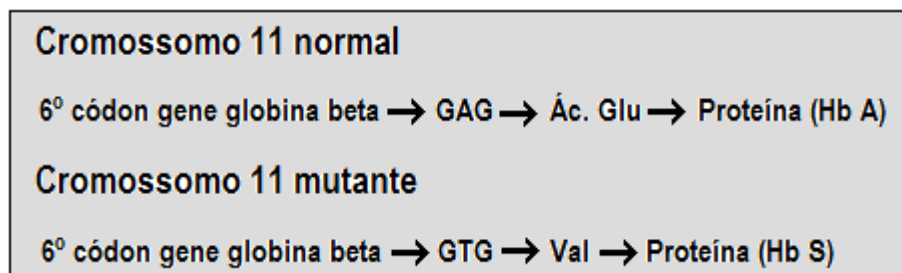 Cromossomo 11 normal
6º códon gene globina beta → GAG → Ác. Glu → Proteína (Hb A)
Cromossomo 11 mutante
6º códon gene globina beta → GTG → Val → Proteína (Hb S)